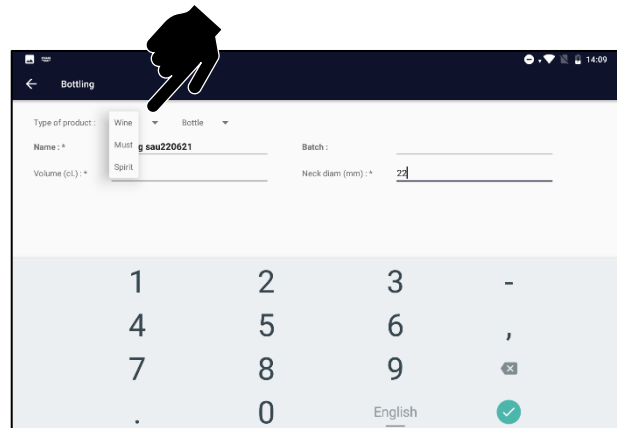 14:09
Bottling
Type of product : Wine Bottle
Must
Spirit
Name : * g sau220621 Batch :
Volume (cl.) : * Neck diam (mm) : * 22
1 2 3 -
4 5 6 ,
7 8 9
. 0 English